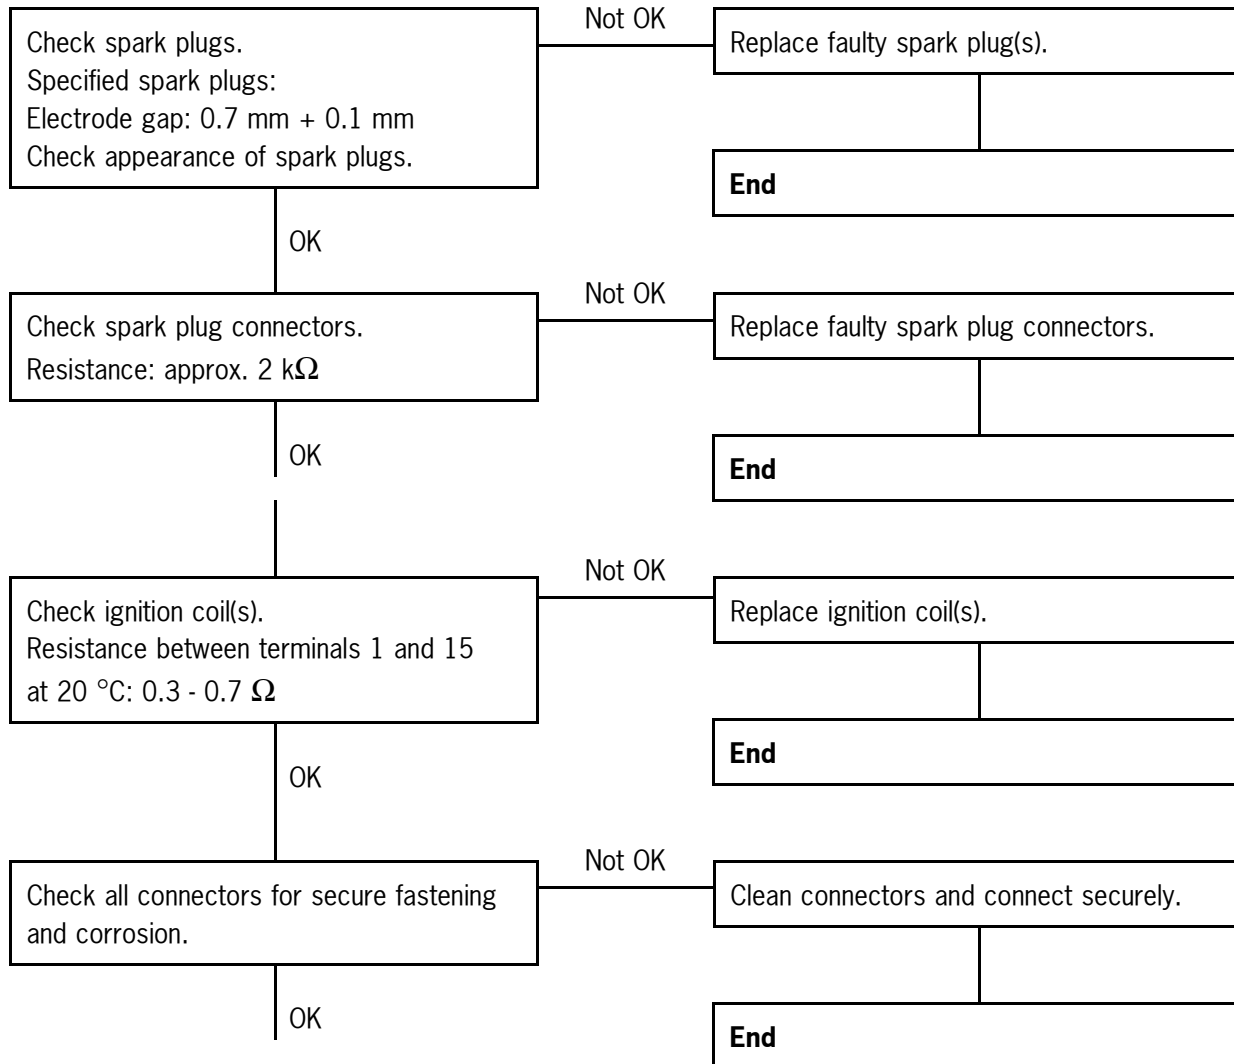 Check spark plugs.
Specified spark plugs:
Electrode gap: 0.7 mm + 0.1 mm
Check appearance of spark plugs.
Not OK
Replace faulty spark plug(s).
End
OK
Check spark plug connectors.
Resistance: approx. 2 kΩ
Not OK
Replace faulty spark plug connectors.
End
OK
Check ignition coil(s).
Resistance between terminals 1 and 15
at 20 °C: 0.3 - 0.7 Ω
Not OK
Replace ignition coil(s).
End
OK
Check all connectors for secure fastening
and corrosion.
Not OK
Clean connectors and connect securely.
End
OK